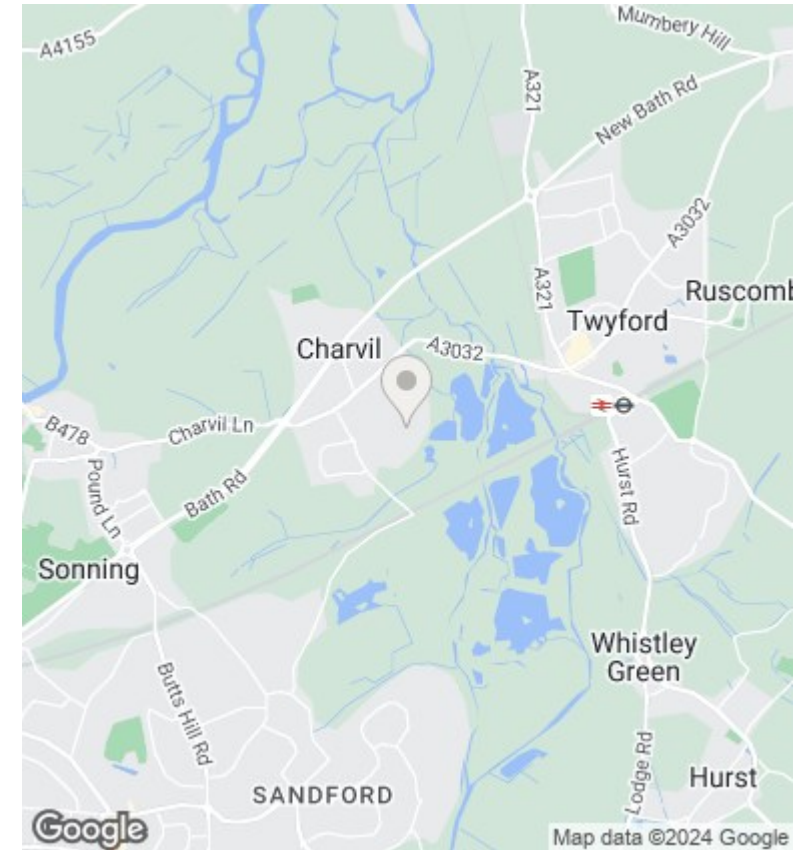 Mumbery Hill
A4155
A321
New Bath Rd
A3032
A321
Ruscomb
Twyford
Charvil
A3032
B478
Charvil Ln
Pound Ln
Bath Rd
Hurst Rd
Sonning
Whistley
Green
Butts Hill Rd
Lodge Rd
Hurst
SANDFORD
Google
Map data ©2024 Google